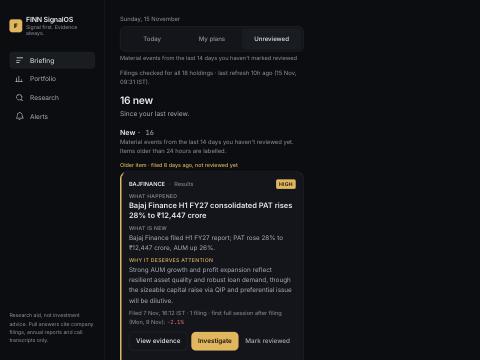 F
FINN SignalOS
Signal first. Evidence
always.
Briefing
Portfolio
Research
Alerts
Research aid, not investment
advice. Full answers cite company
filings, annual reports and call
transcripts only.
Sunday, 15 November
Today
My plans
Unreviewed
Material events from the last 14 days you haven't marked reviewed
Filings checked for all 18 holdings · last refresh 10h ago (15 Nov,
09:31 IST).
16 new
Since your last review.
New · 16
Material events from the last 14 days you haven't reviewed yet.
Items older than 24 hours are labelled.
Older item · filed 8 days ago, not reviewed yet
BAJFINANCE · Results
HIGH
WHAT HAPPENED
Bajaj Finance H1 FY27 consolidated PAT rises
28% to ₹12,447 crore
WHAT IS NEW
Bajaj Finance filed H1 FY27 report; PAT rose 28% to
₹12,447 crore, AUM up 26%.
WHY IT DESERVES ATTENTION
Strong AUM growth and profit expansion reflect
resilient asset quality and robust loan demand, though
the sizeable capital raise via QIP and preferential issue
will be dilutive.
Filed 7 Nov, 16:12 IST · 1 filing · first full session after filing
(Mon, 9 Nov): -2.1%
View evidence
Investigate
Mark reviewed